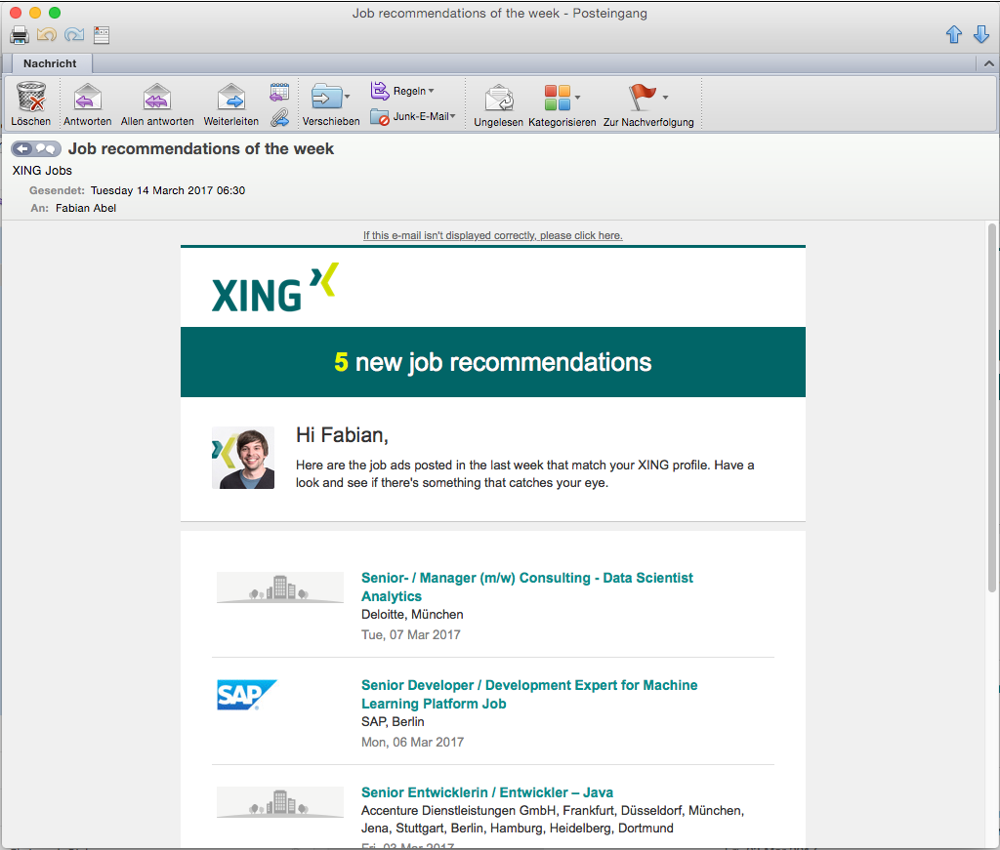 Job recommendations of the week - Posteingang
Nachricht
Löschen
Antworten
Allen antworten
Weiterleiten
Verschieben
Regeln
Junk-E-Mail
Ungelesen
Kategorisieren
Zur Nachverfolgung
Job recommendations of the week
XING Jobs
Gesendet: Tuesday 14 March 2017 06:30
An: Fabian Abel
If this e-mail isn't displayed correctly, please click here.
XING
5 new job recommendations
Hi Fabian,
Here are the job ads posted in the last week that match your XING profile. Have a
look and see if there's something that catches your eye.
Senior- / Manager (m/w) Consulting - Data Scientist
Analytics
Deloitte, München
Tue, 07 Mar 2017
SAP
Senior Developer / Development Expert for Machine
Learning Platform Job
SAP, Berlin
Mon, 06 Mar 2017
Senior Entwicklerin / Entwickler – Java
Accenture Dienstleistungen GmbH, Frankfurt, Düsseldorf, München,
Jena, Stuttgart, Berlin, Hamburg, Heidelberg, Dortmund
Fri, 03 Mar 2017